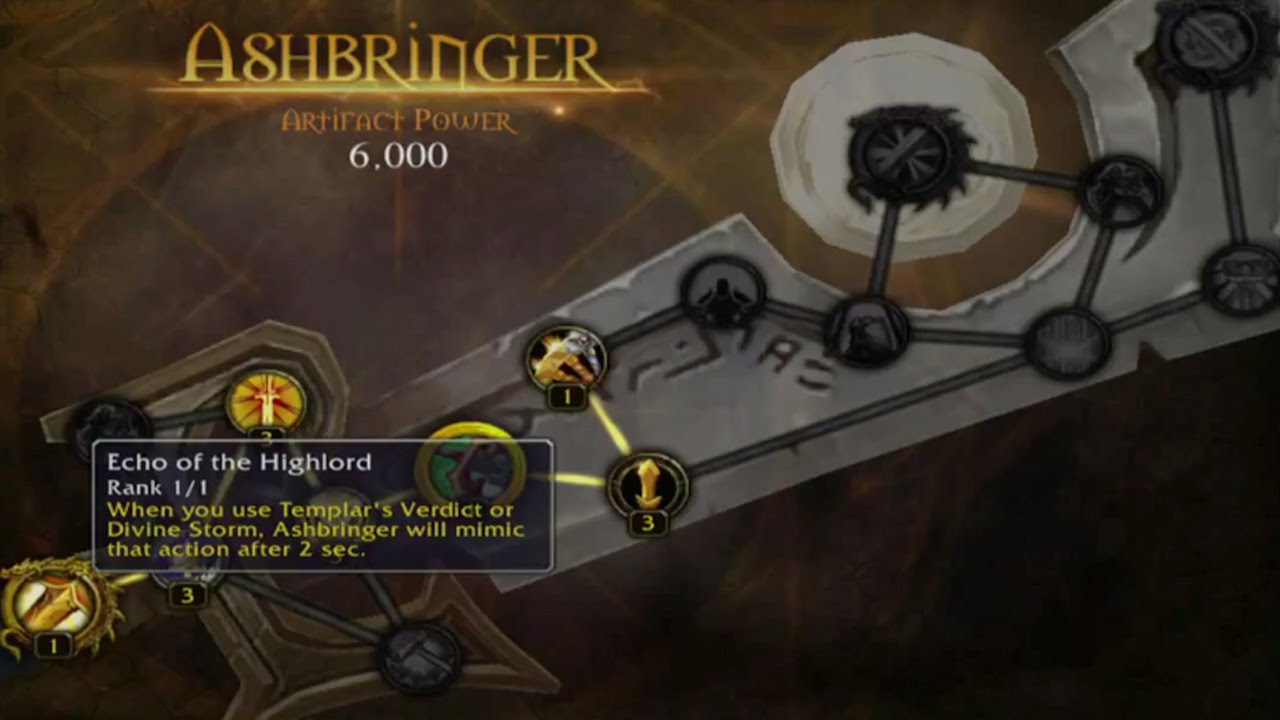 ASHBRINGER
ARTIFACT POWER
6,000
1
3
Echo of the Highlord
Rank 1/1
When you use Templar's Verdict or
Divine Storm, Ashbringer will mimic
that action after 2 sec.
3
3
1